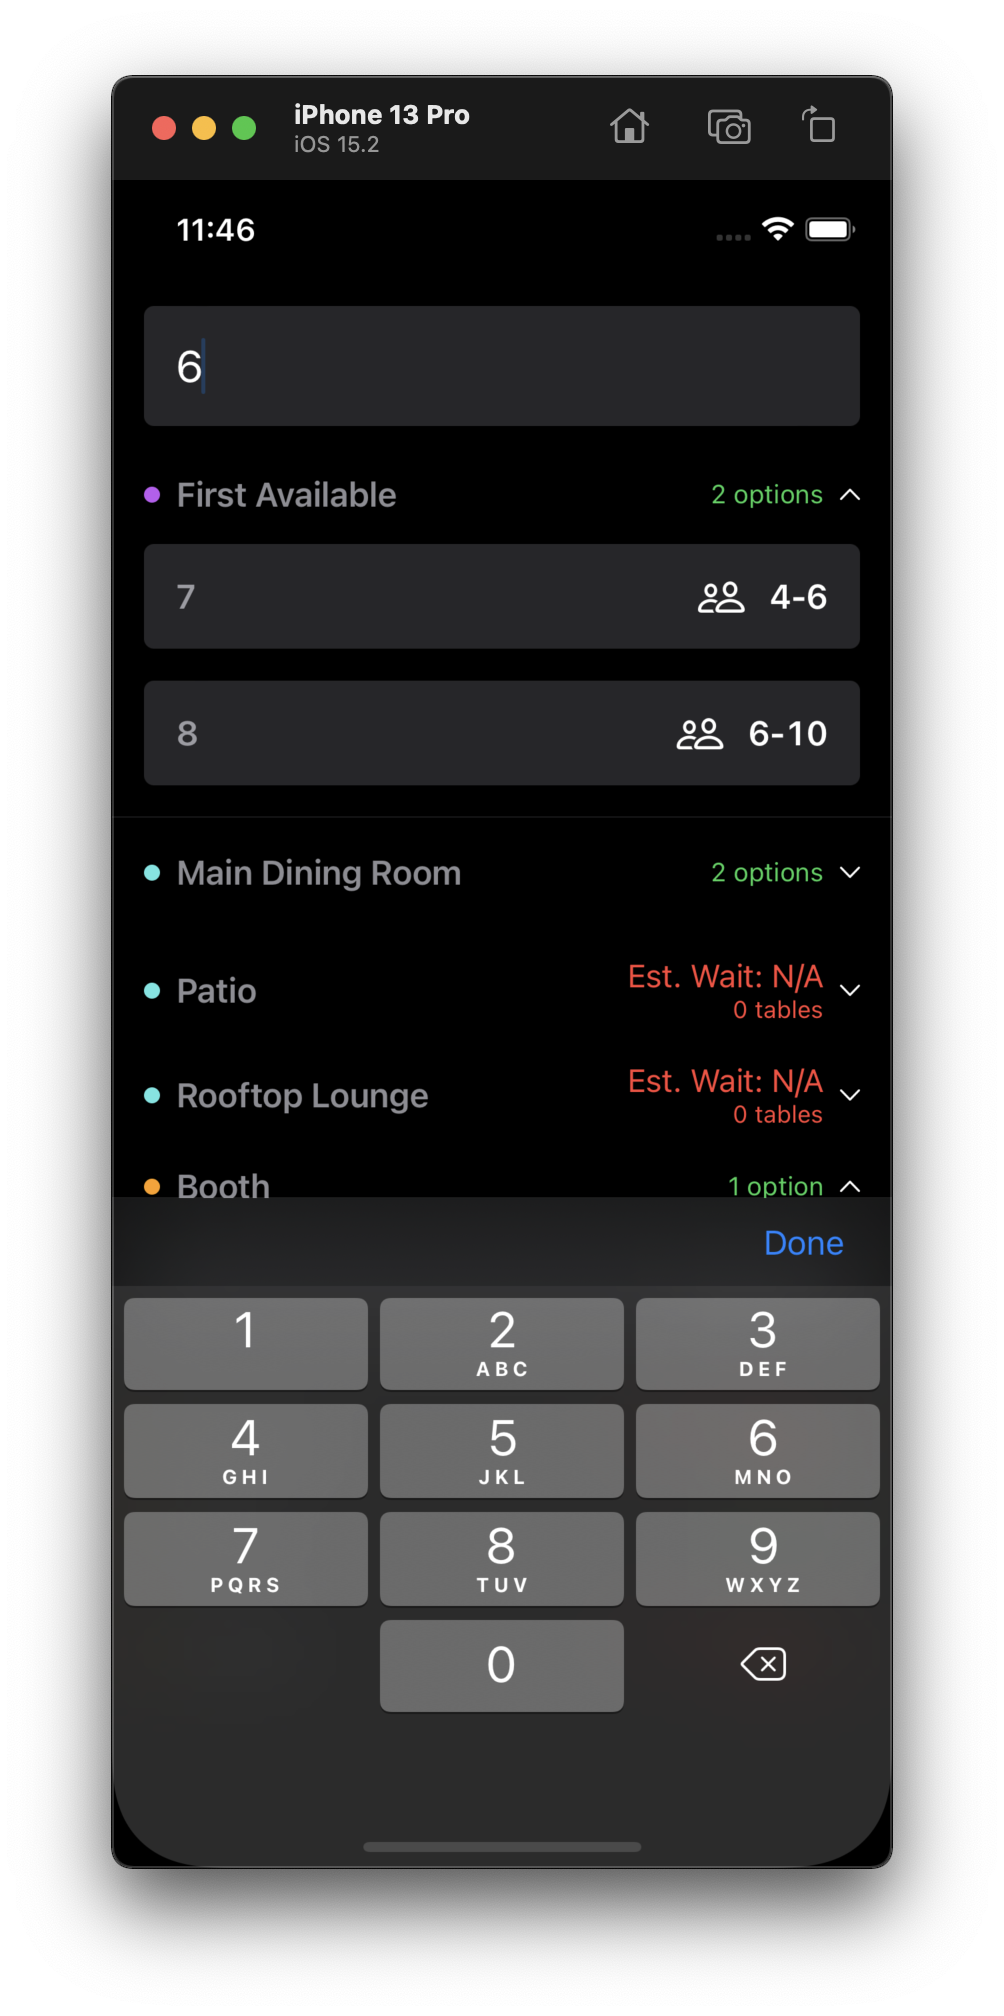 iPhone 13 Pro
iOS 15.2
11:46
6
First Available 2 options
7 4-6
8 6-10
Main Dining Room 2 options
Patio Est. Wait: N/A
0 tables
Rooftop Lounge Est. Wait: N/A
0 tables
Booth 1 option
Done
1 2 3
ABC DEF
4 5 6
GHI JKL MNO
7 8 9
PQRS TUV WXYZ
0